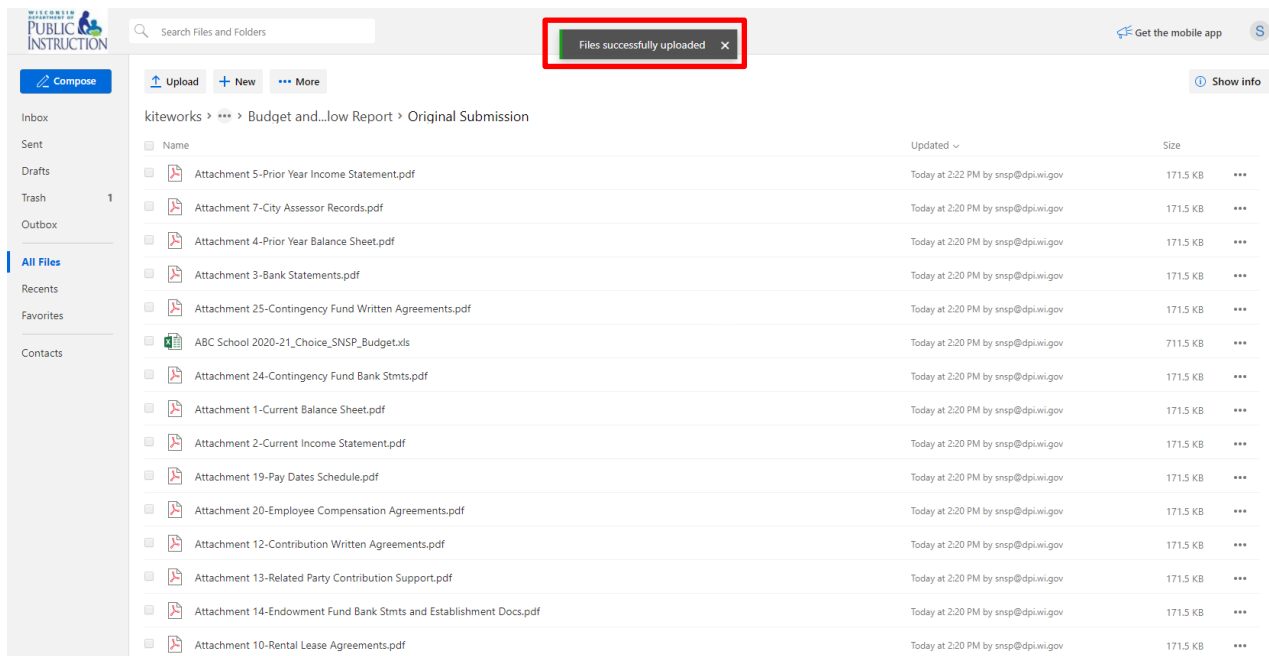 WISCONSIN
DEPARTMENT OF
PUBLIC
INSTRUCTION
Search Files and Folders
Files successfully uploaded ×
Get the mobile app
S
Compose
Upload
New
More
Show info
Inbox
kiteworks > ••• > Budget and...low Report > Original Submission
Sent
Name Updated Size
Drafts
Attachment 5-Prior Year Income Statement.pdf Today at 2:22 PM by snsp@dpi.wi.gov 171.5 KB •••
Trash 1
Attachment 7-City Assessor Records.pdf Today at 2:20 PM by snsp@dpi.wi.gov 171.5 KB •••
Outbox
Attachment 4-Prior Year Balance Sheet.pdf Today at 2:20 PM by snsp@dpi.wi.gov 171.5 KB •••
All Files
Attachment 3-Bank Statements.pdf Today at 2:20 PM by snsp@dpi.wi.gov 171.5 KB •••
Recents
Attachment 25-Contingency Fund Written Agreements.pdf Today at 2:20 PM by snsp@dpi.wi.gov 171.5 KB •••
Favorites
ABC School 2020-21_Choice_SNSP_Budget.xls Today at 2:20 PM by snsp@dpi.wi.gov 711.5 KB •••
Contacts
Attachment 24-Contingency Fund Bank Stmts.pdf Today at 2:20 PM by snsp@dpi.wi.gov 171.5 KB •••
Attachment 1-Current Balance Sheet.pdf Today at 2:20 PM by snsp@dpi.wi.gov 171.5 KB •••
Attachment 2-Current Income Statement.pdf Today at 2:20 PM by snsp@dpi.wi.gov 171.5 KB •••
Attachment 19-Pay Dates Schedule.pdf Today at 2:20 PM by snsp@dpi.wi.gov 171.5 KB •••
Attachment 20-Employee Compensation Agreements.pdf Today at 2:20 PM by snsp@dpi.wi.gov 171.5 KB •••
Attachment 12-Contribution Written Agreements.pdf Today at 2:20 PM by snsp@dpi.wi.gov 171.5 KB •••
Attachment 13-Related Party Contribution Support.pdf Today at 2:20 PM by snsp@dpi.wi.gov 171.5 KB •••
Attachment 14-Endowment Fund Bank Stmts and Establishment Docs.pdf Today at 2:20 PM by snsp@dpi.wi.gov 171.5 KB •••
Attachment 10-Rental Lease Agreements.pdf Today at 2:20 PM by snsp@dpi.wi.gov 171.5 KB •••